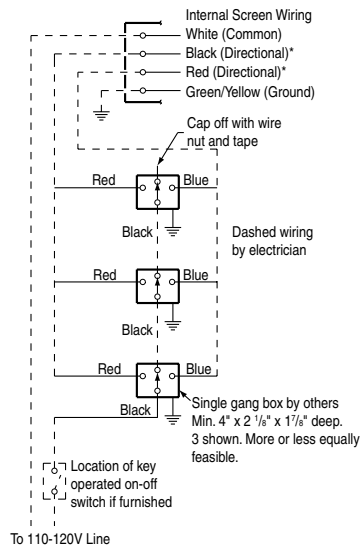 Internal Screen Wiring
White (Common)
Black (Directional)*
Red (Directional)*
Green/Yellow (Ground)
Cap off with wire
nut and tape
Red
Blue
Black
Dashed wiring
by electrician
Red
Blue
Black
Red
Blue
Black
Single gang box by others
Min. 4" x 2 1/8" x 17/8" deep.
3 shown. More or less equally
feasible.
Location of key
operated on-off
switch if furnished
To 110-120V Line